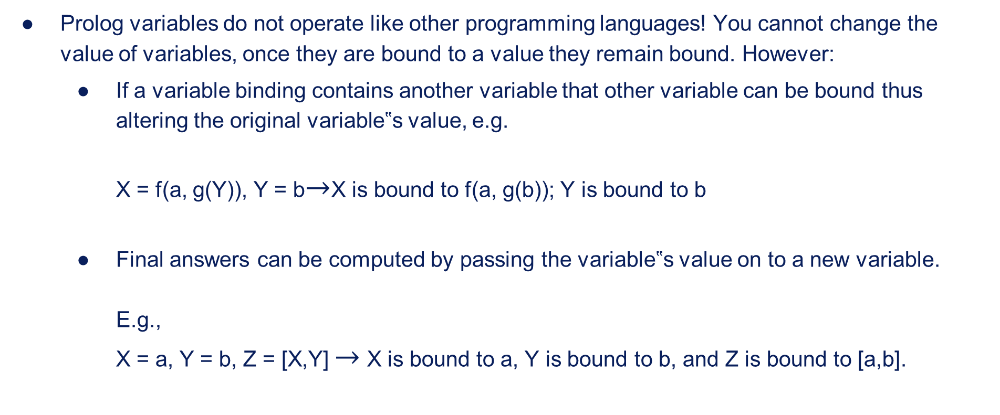 ● Prolog variables do not operate like other programming languages! You cannot change the
value of variables, once they are bound to a value they remain bound. However:
● If a variable binding contains another variable that other variable can be bound thus
altering the original variable‟s value, e.g.
X = f(a, g(Y)), Y = b→X is bound to f(a, g(b)); Y is bound to b
● Final answers can be computed by passing the variable‟s value on to a new variable.
E.g.,
X = a, Y = b, Z = [X,Y] → X is bound to a, Y is bound to b, and Z is bound to [a,b].